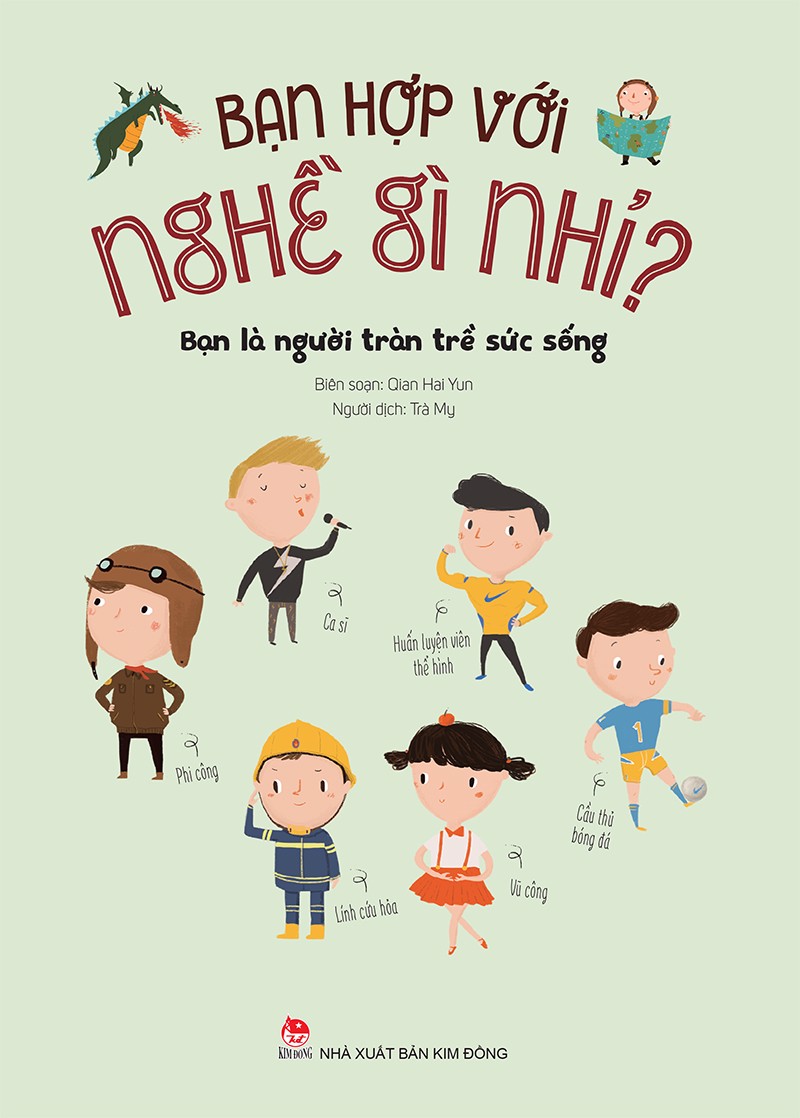 BẠN HỢP VỚI
NGHỀ GÌ NHỈ?
Bạn là người tràn trề sức sống
Biên soạn: Qian Hai Yun
Người dịch: Trà My
Ca sĩ
Huấn luyện viên
thể hình
Phi công
Cầu thủ
bóng đá
1
Lính cứu hỏa
Vũ công
KIM ĐỒNG
NHÀ XUẤT BẢN KIM ĐỒNG